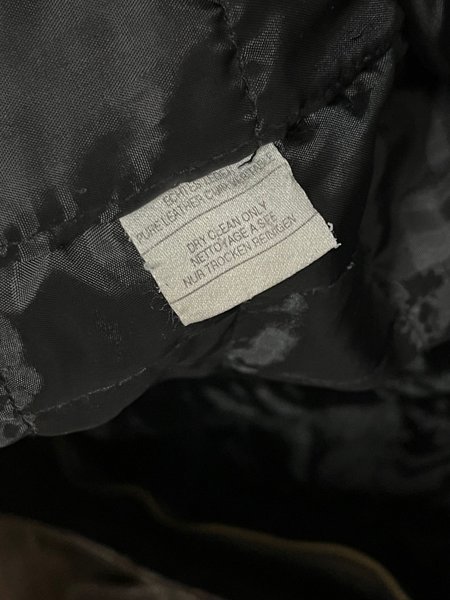 PURE LEATHER CUIR VERITABLE
DRY CLEAN ONLY
NETTOYAGE A SEC
NUR TROCKEN REINIGEN